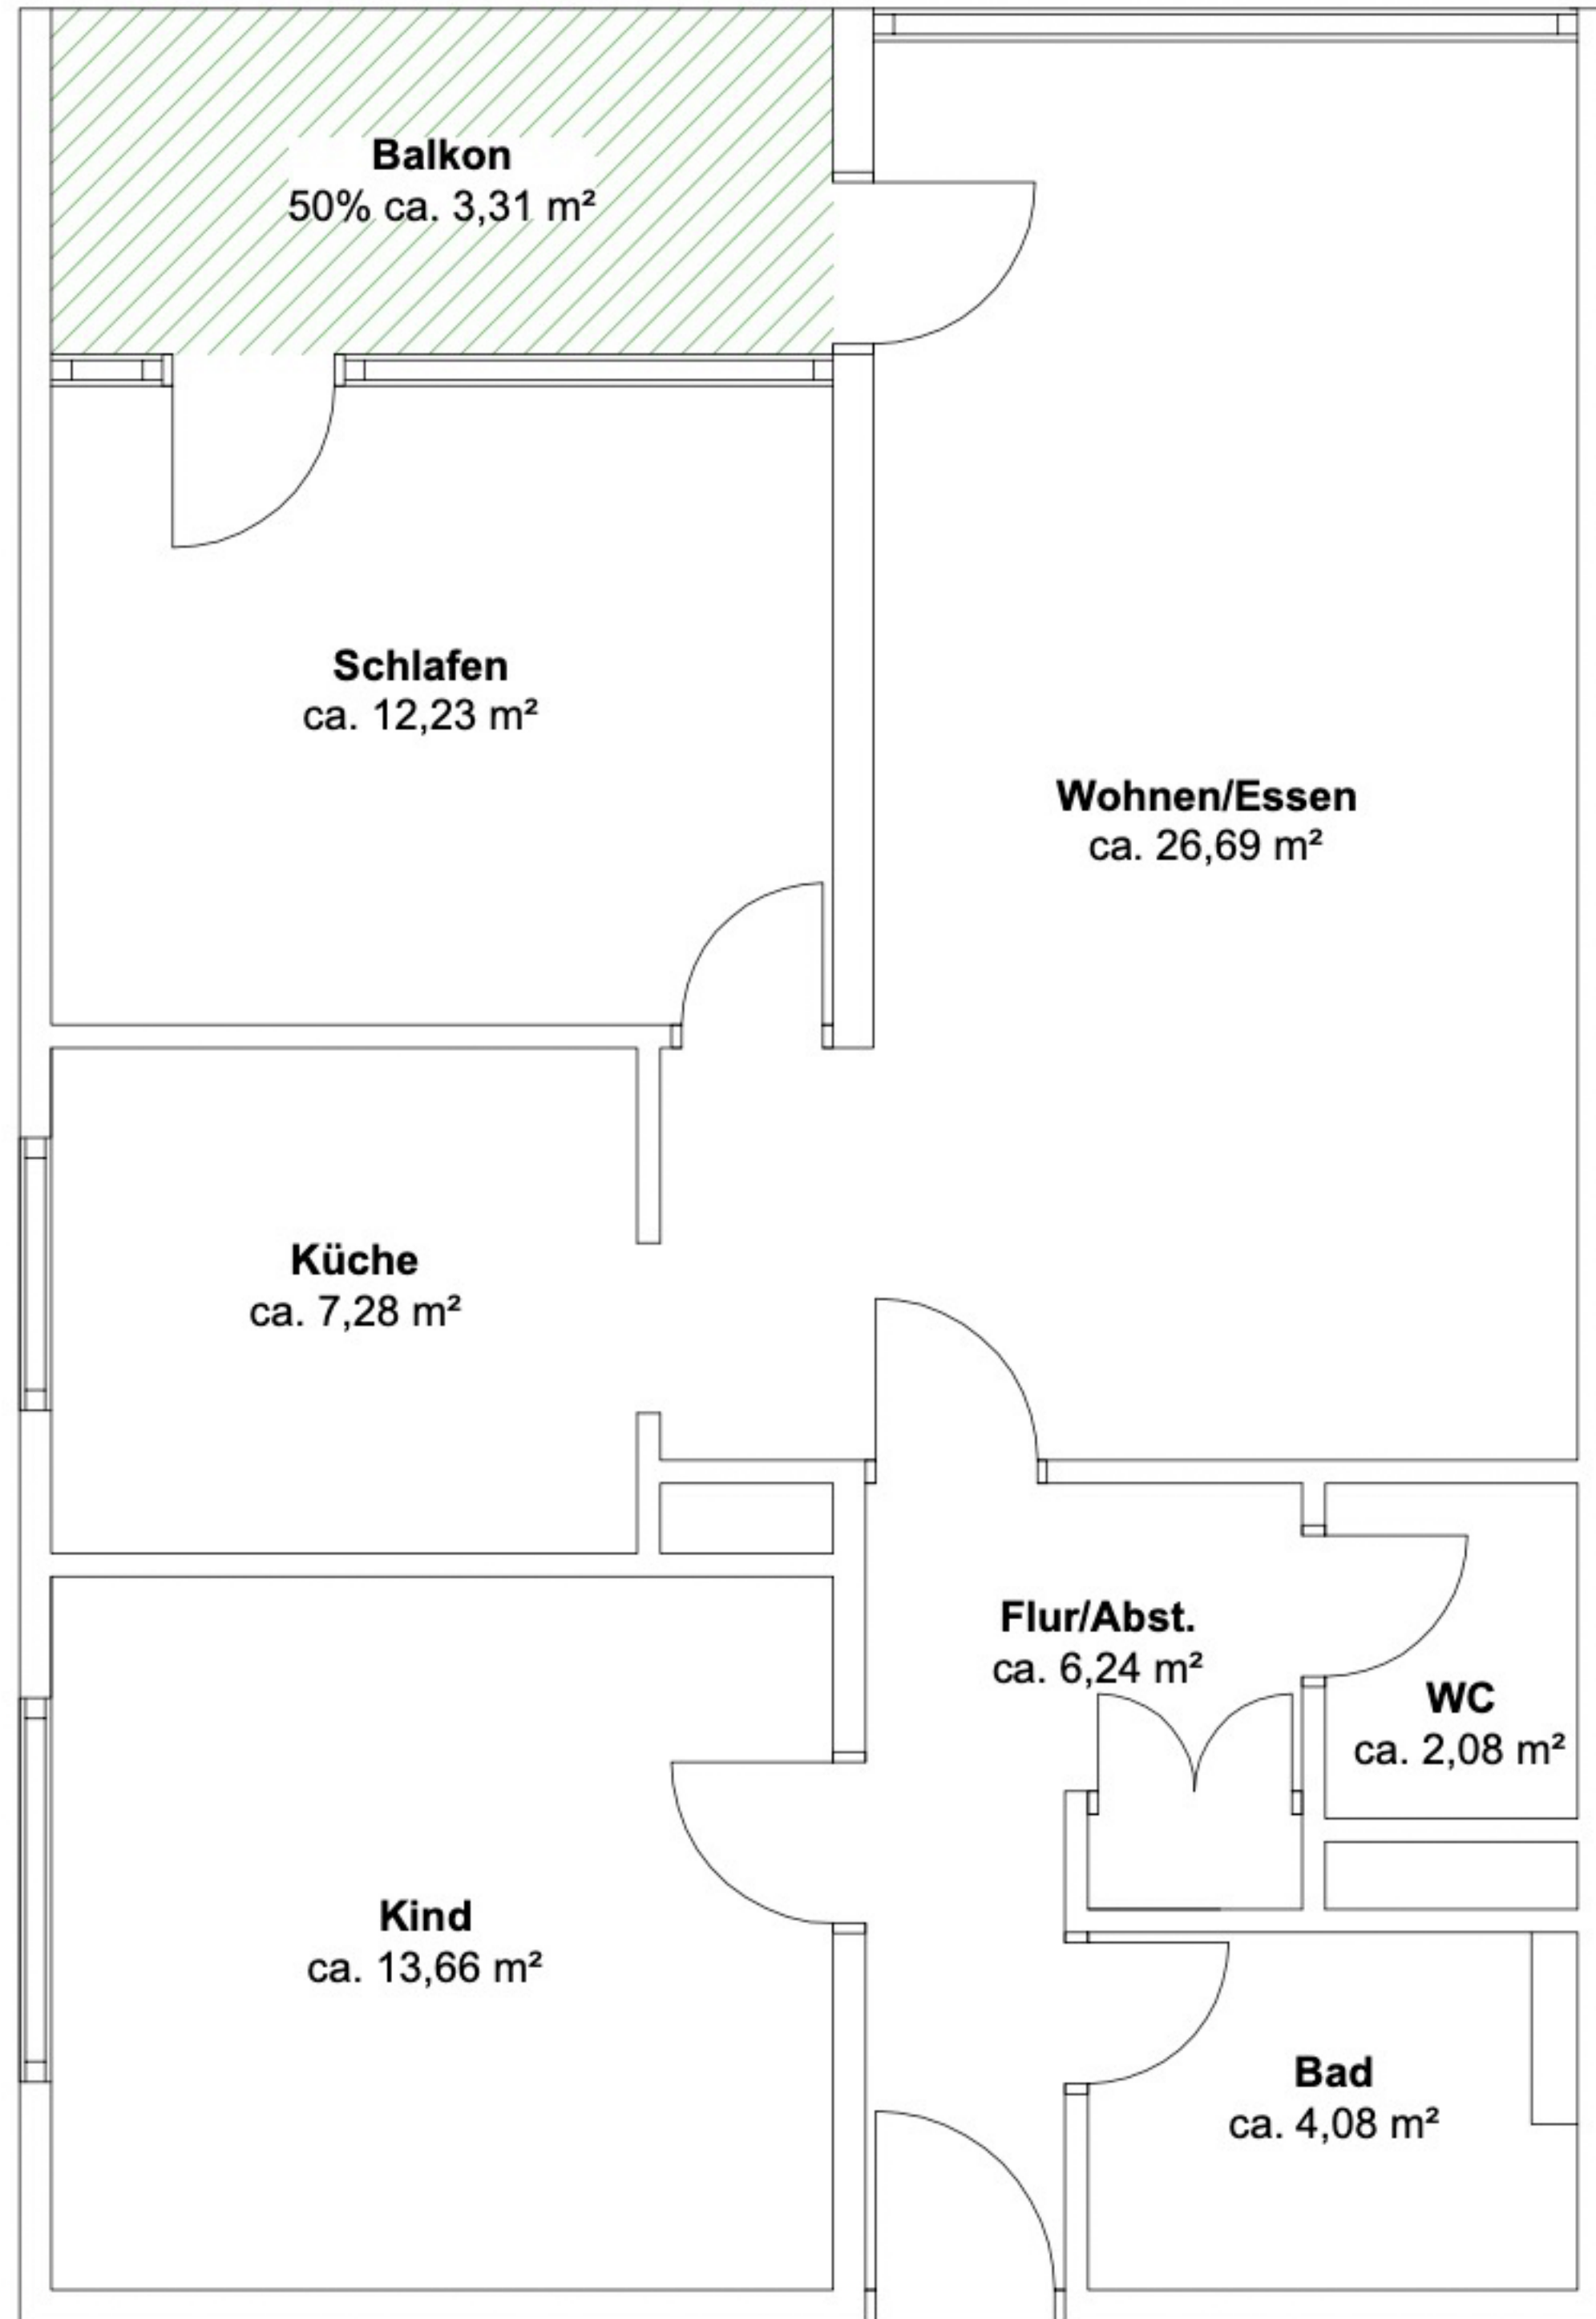 Balkon
50% ca. 3,31 m²
Schlafen
ca. 12,23 m²
Wohnen/Essen
ca. 26,69 m²
Küche
ca. 7,28 m²
Flur/Abst.
ca. 6,24 m²
WC
ca. 2,08 m²
Kind
ca. 13,66 m²
Bad
ca. 4,08 m²